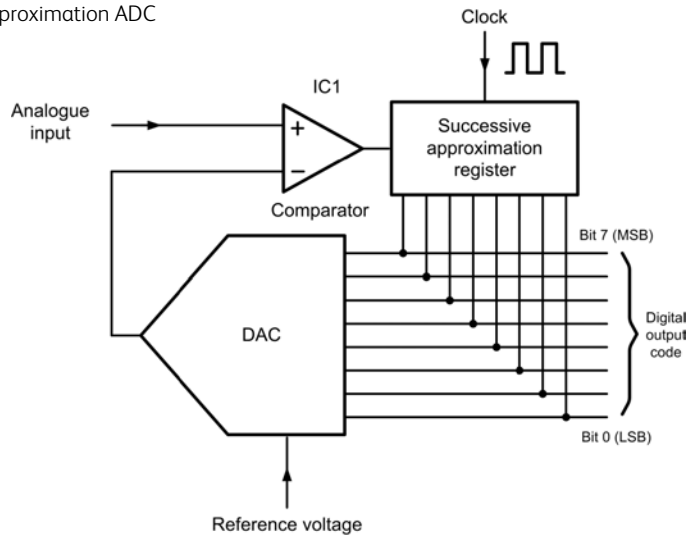 proximation ADC
Clock
IC1
Analogue
input
+
−
Successive
approximation
register
Comparator
Bit 7 (MSB)
DAC
Digital
output
code
Bit 0 (LSB)
Reference voltage